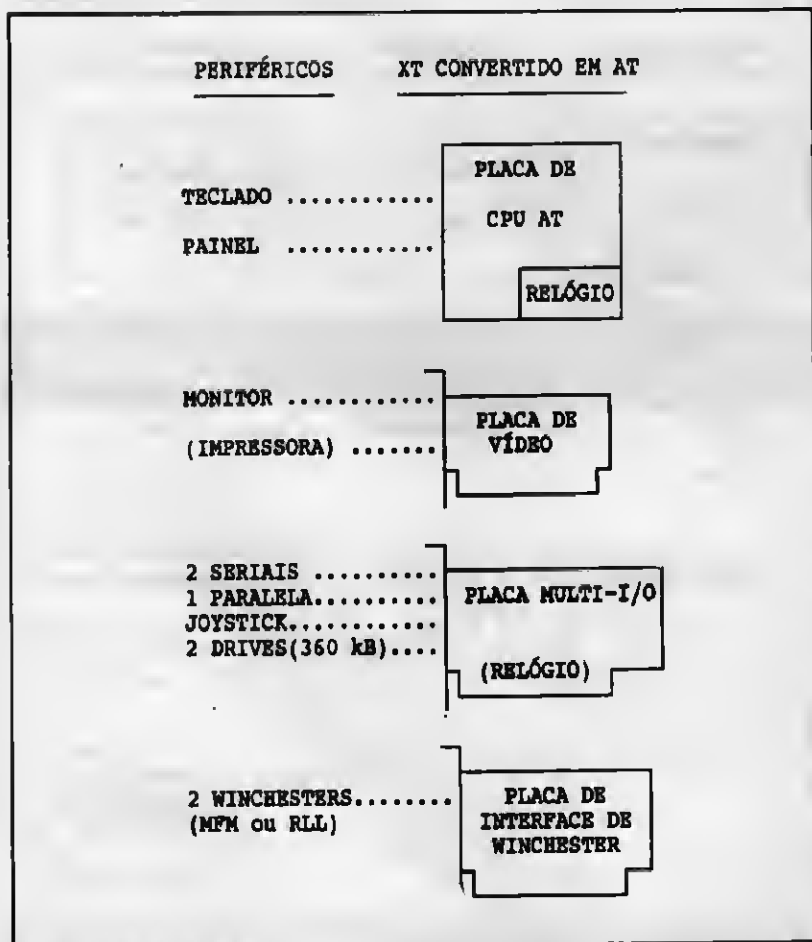 PERIFÉRICOS XT CONVERTIDO EM AT
PLACA DE
TECLADO ............
CPU AT
PAINEL ............
RELÓGIO
MONITOR ............
PLACA DE
(IMPRESSORA) .......
VÍDEO
2 SERIAIS ..........
1 PARALELA.......... PLACA MULTI-I/O
JOYSTICK............
2 DRIVES(360 kB)....
(RELÓGIO)
2 WINCHESTERS........ PLACA DE
(MFM ou RLL) INTERFACE DE
WINCHESTER